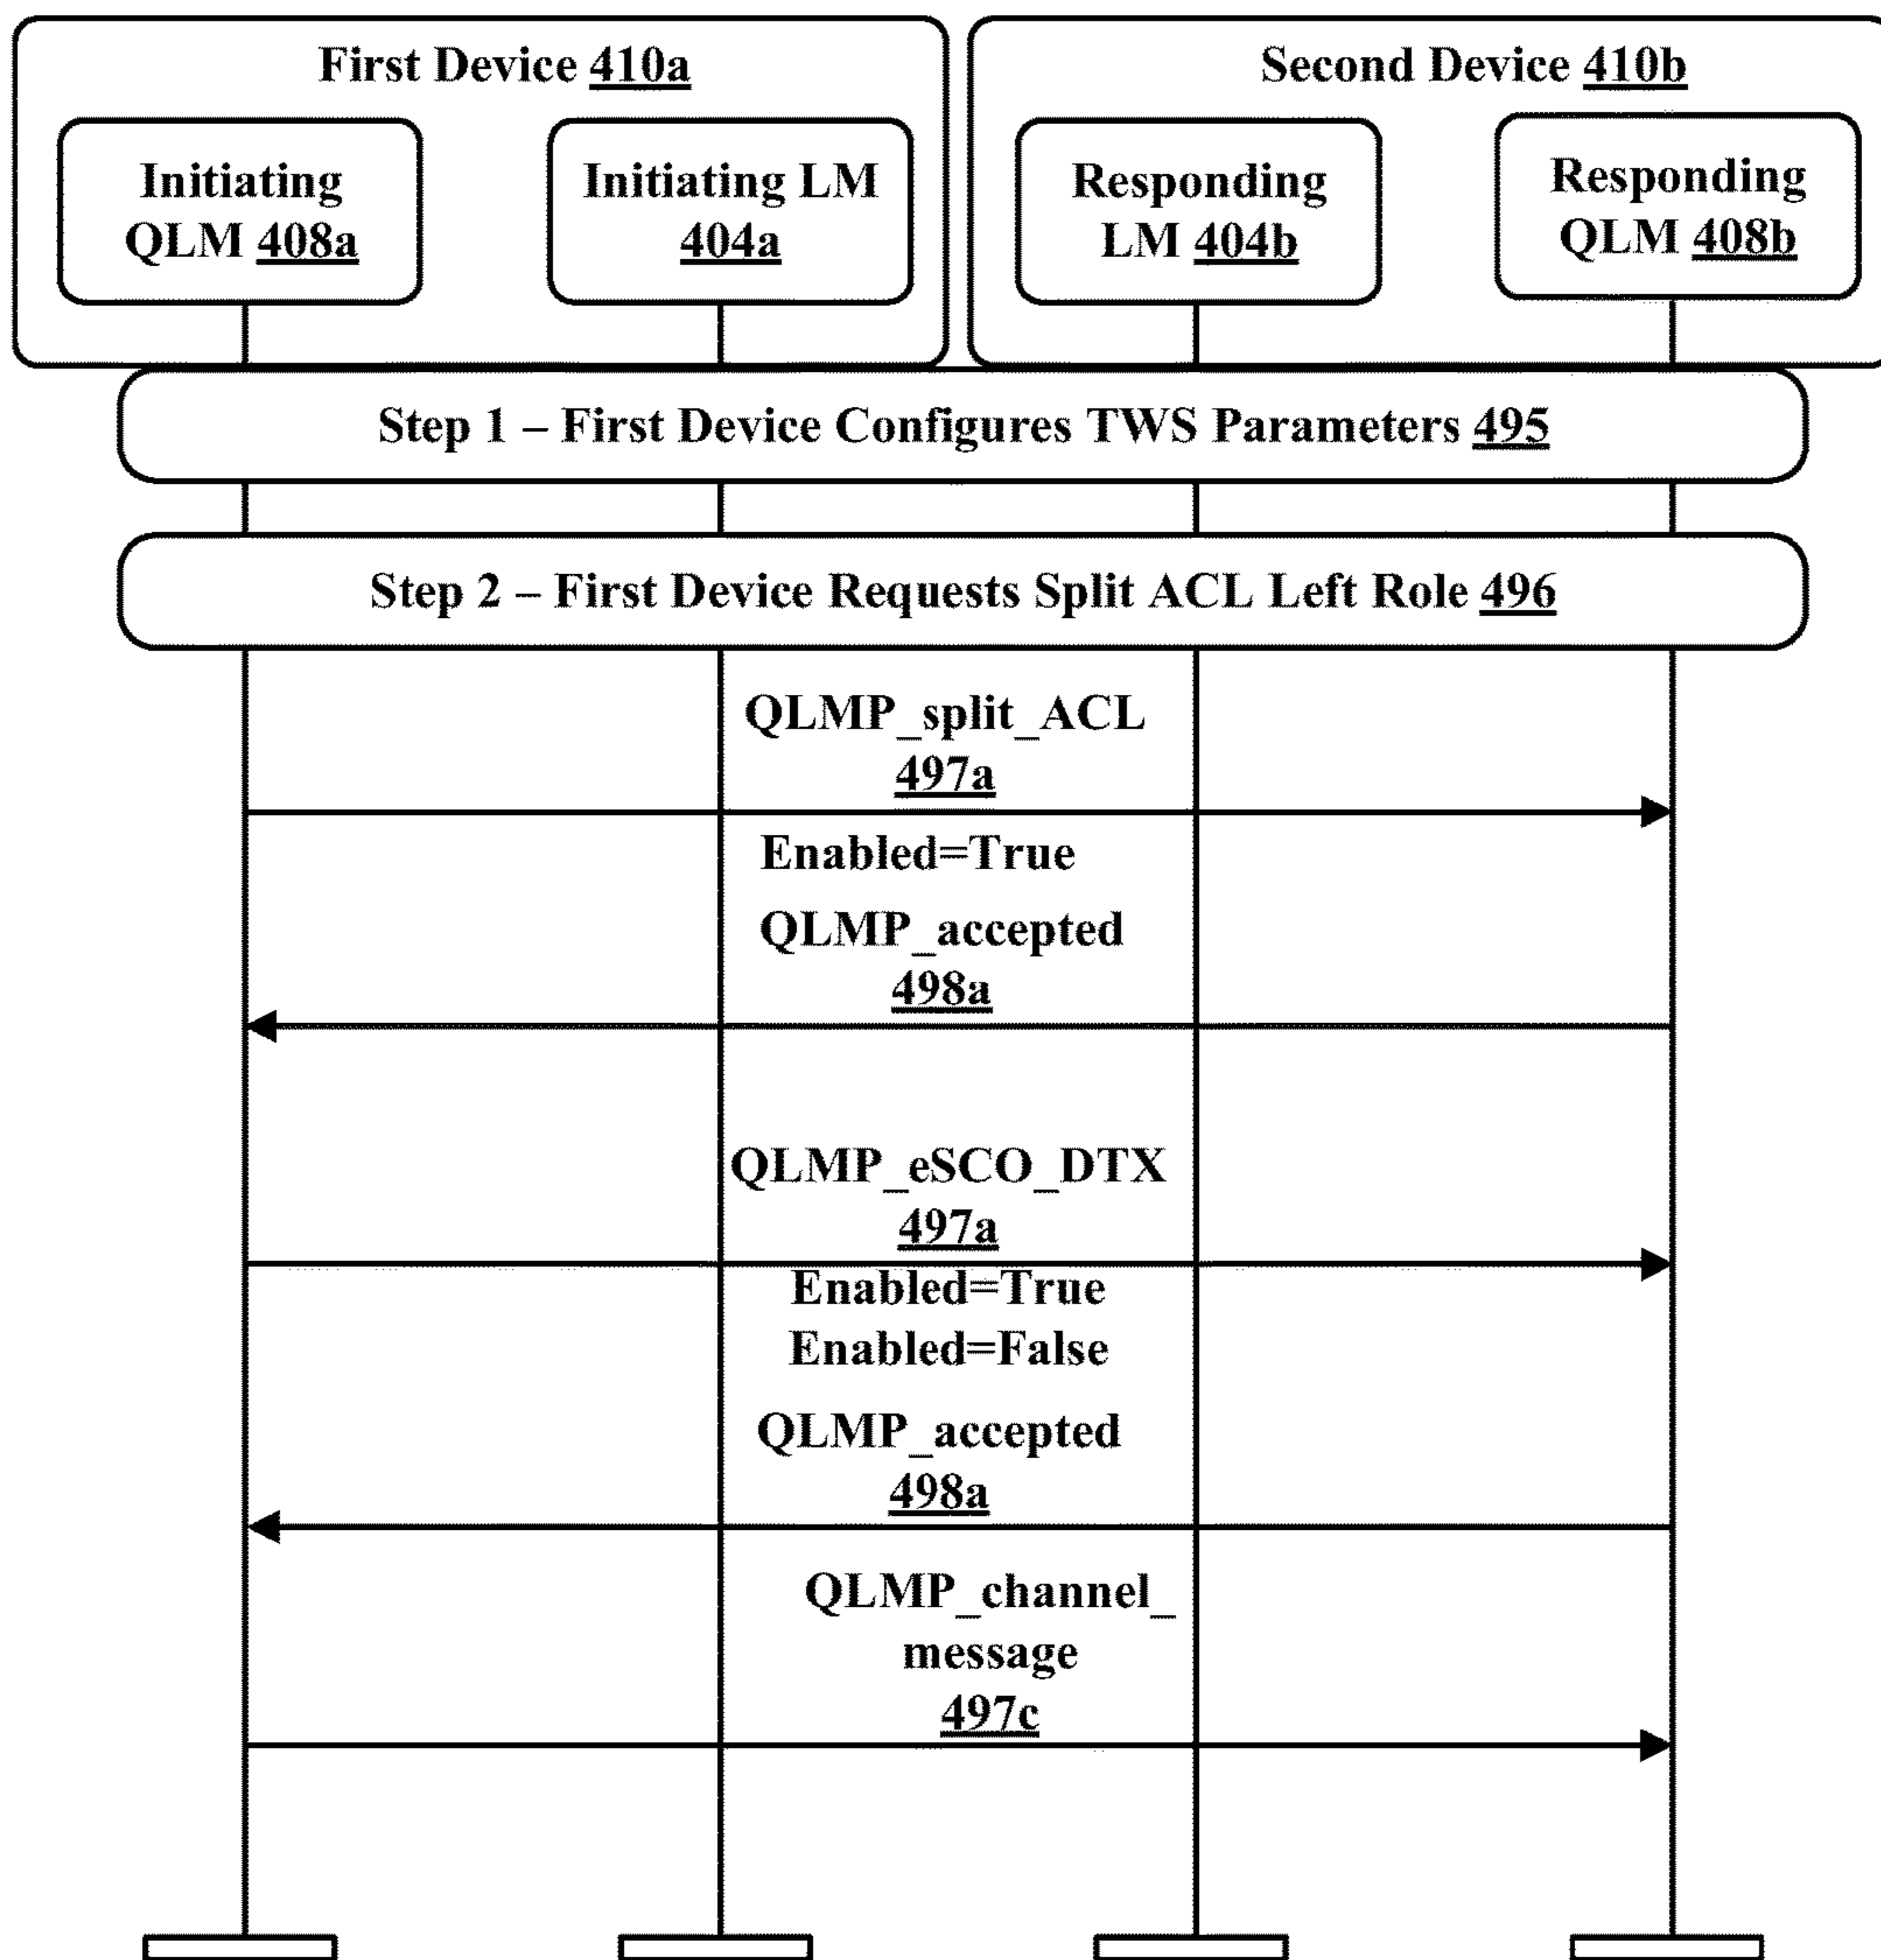 First Device 410a
Second Device 410b
Initiating
QLM 408a
Initiating LM
404a
Responding
LM 404b
Responding
QLM 408b
Step 1 – First Device Configures TWS Parameters 495
Step 2 – First Device Requests Split ACL Left Role 496
QLMP_split_ACL
497a
Enabled=True
QLMP_accepted
498a
QLMP_eSCO_DTX
497a
Enabled=True
Enabled=False
QLMP_accepted
498a
QLMP_channel_
message
497c